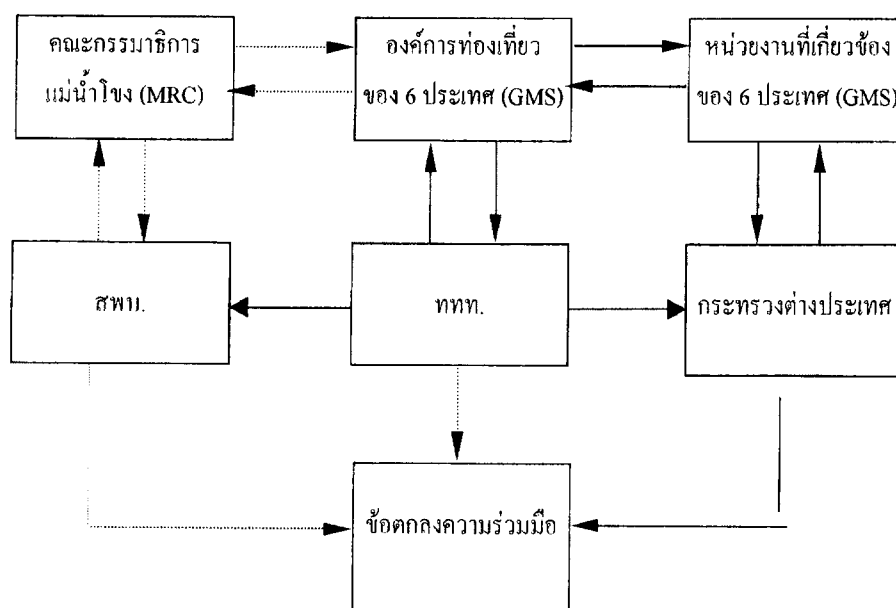 คณะกรรมาธิการ
แม่น้ำโขง (MRC)
องค์การท่องเที่ยว
ของ 6 ประเทศ (GMS)
หน่วยงานที่เกี่ยวข้อง
ของ 6 ประเทศ (GMS)
สพม.
ททท.
กระทรวงต่างประเทศ
ข้อตกลงความร่วมมือ